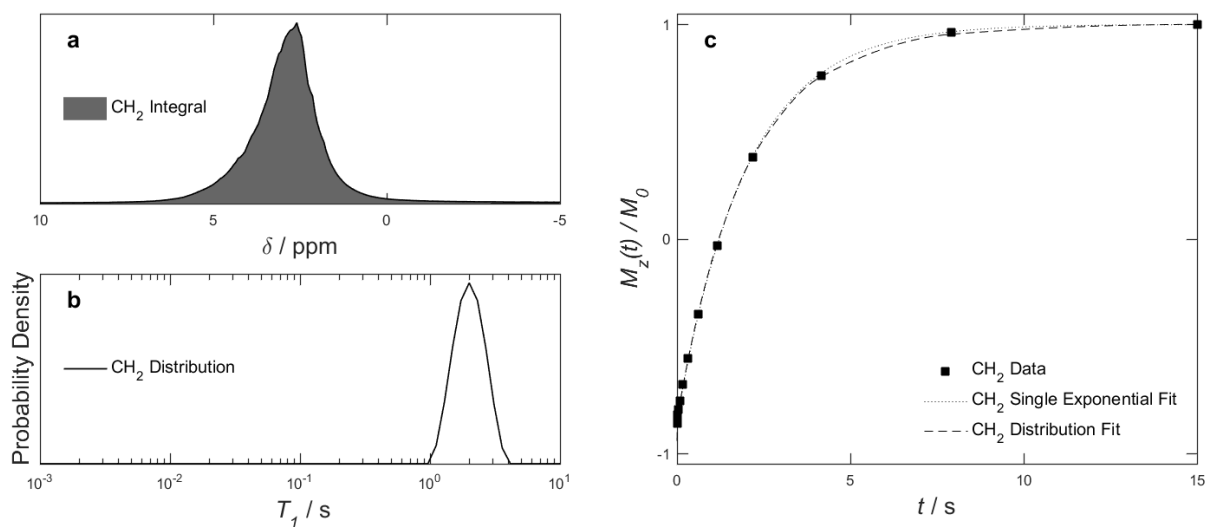 a
CH₂ Integral
10 5 0 -5
δ / ppm
Probability Density
b
CH₂ Distribution
10⁻³ 10⁻² 10⁻¹ 10⁰ 10¹
T₁ / s
c
1
0
-1
M_z(t) / M₀
CH₂ Data
CH₂ Single Exponential Fit
CH₂ Distribution Fit
0 5 10 15
t / s